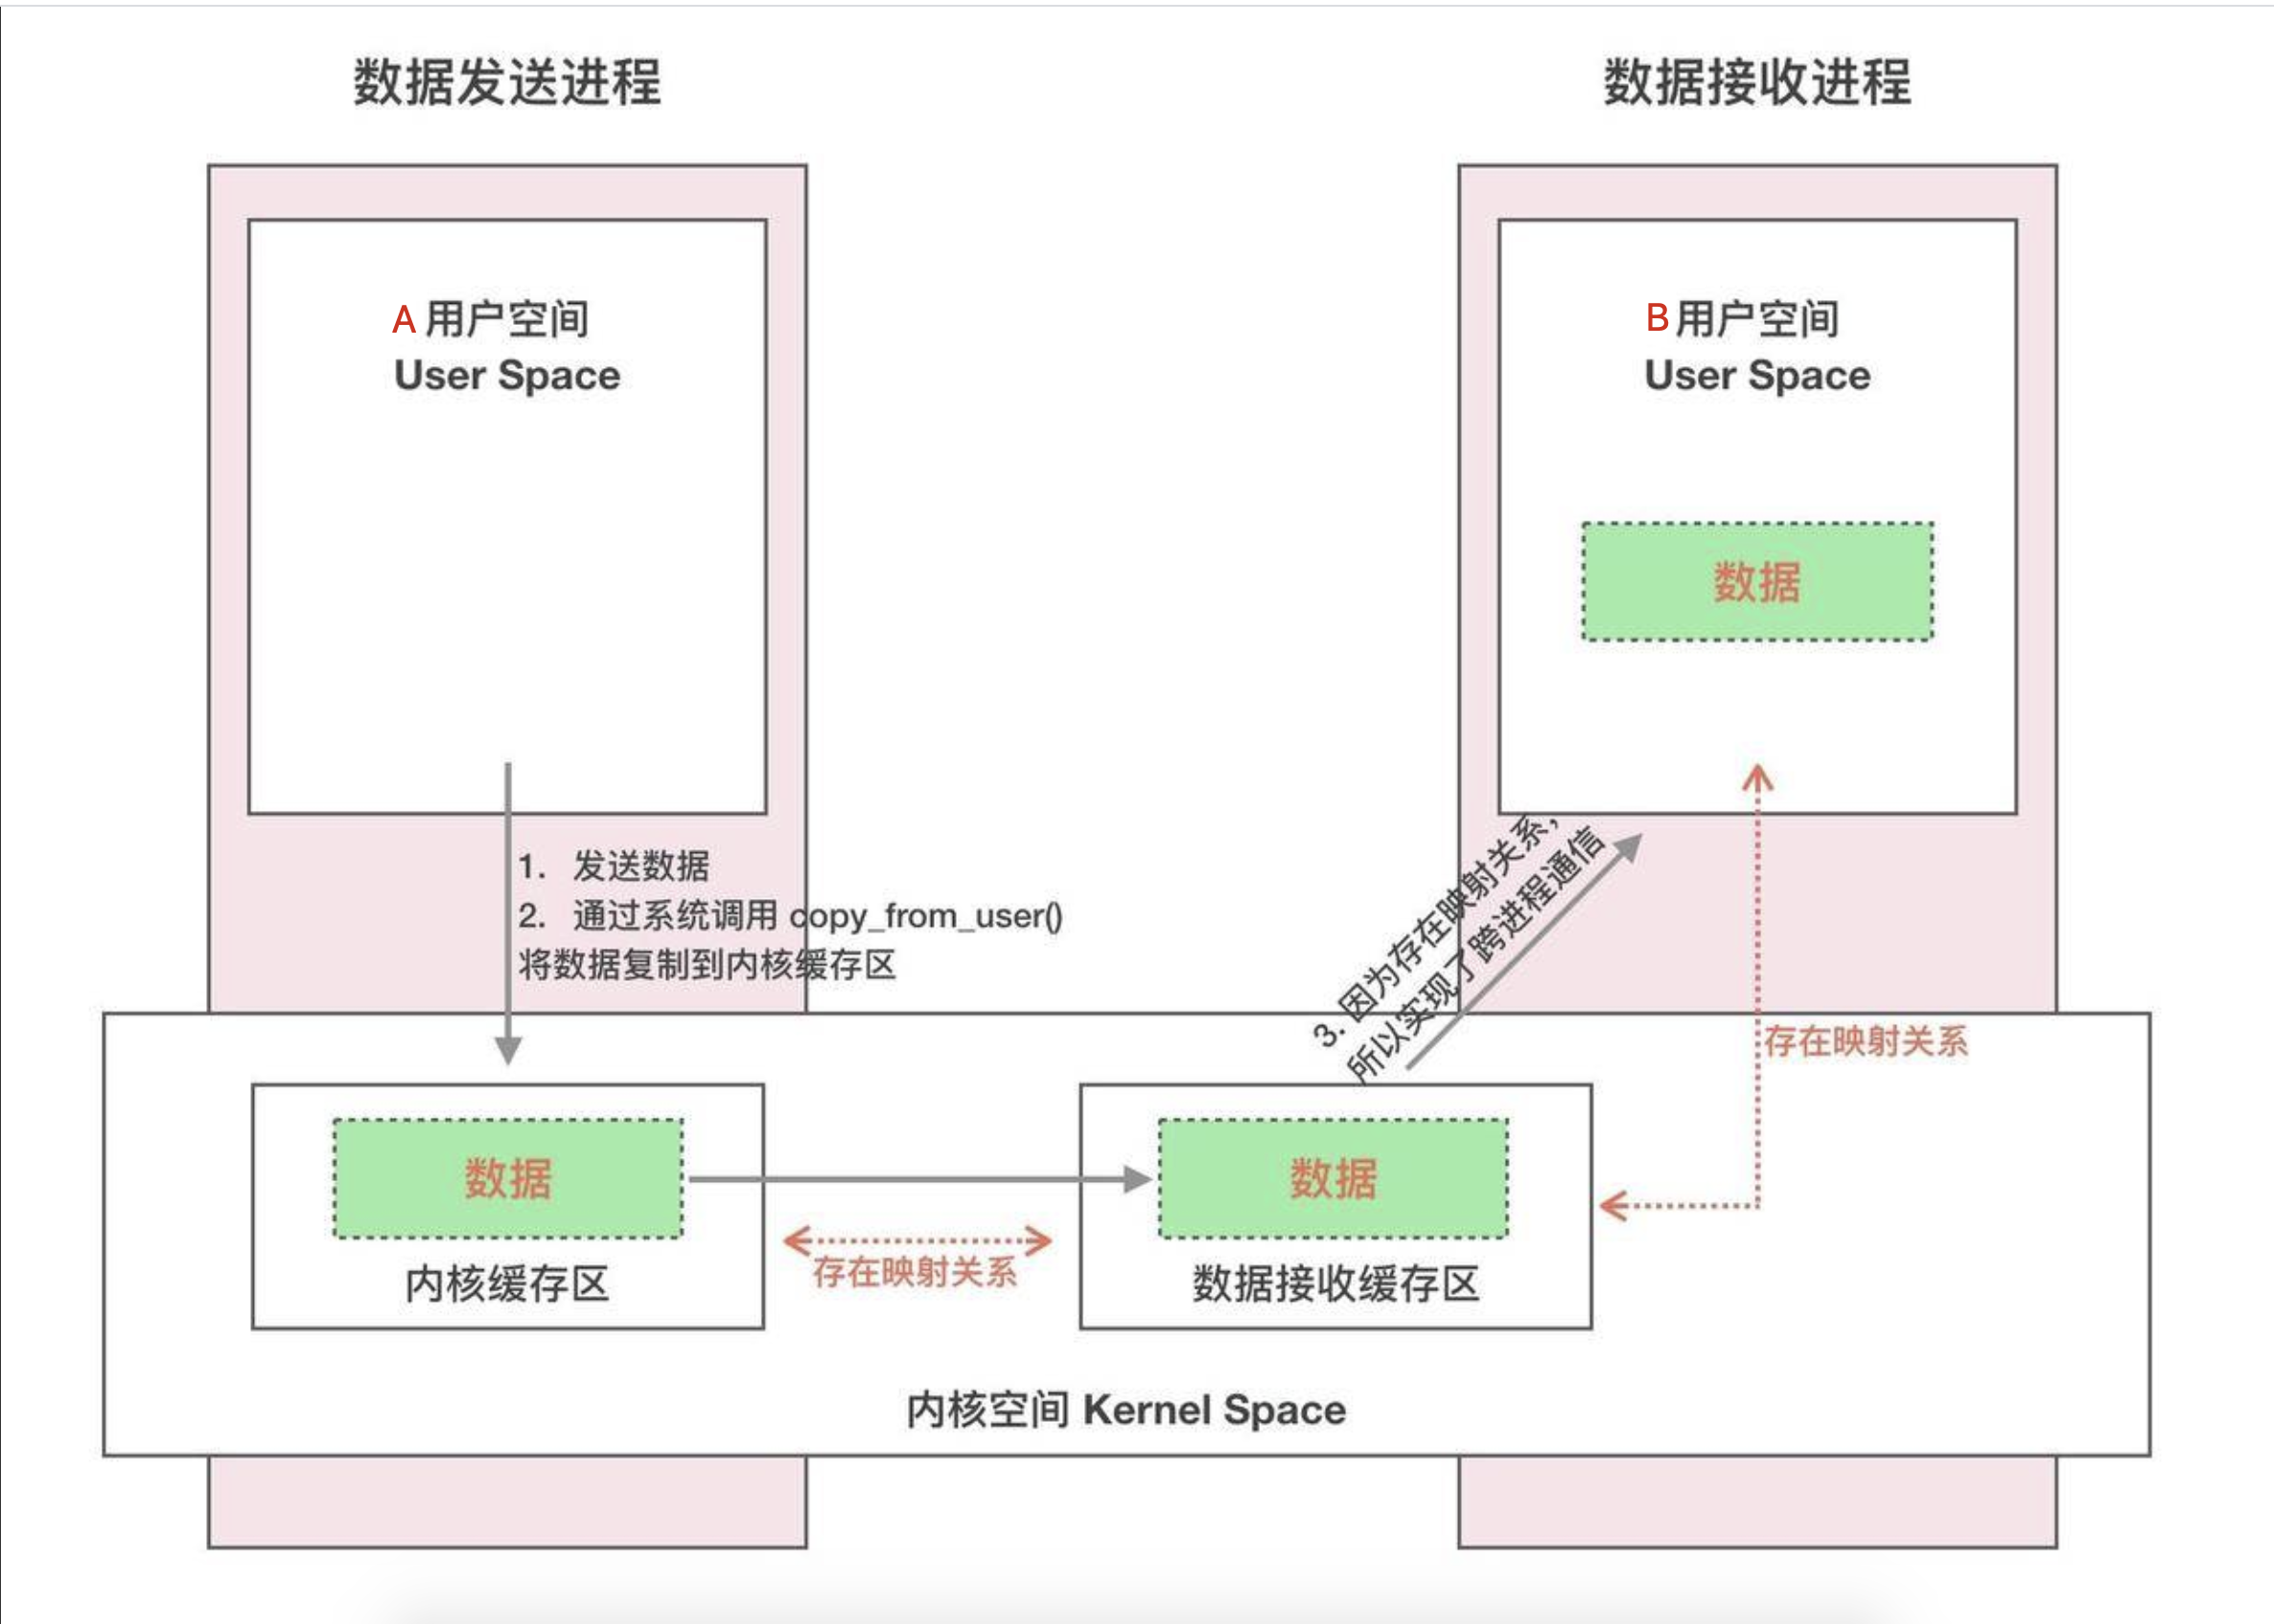 数据发送进程
数据接收进程
A 用户空间
User Space
B 用户空间
User Space
数据
1. 发送数据
2. 通过系统调用 copy_from_user()
将数据复制到内核缓存区
3. 因为存在映射关系，
所以实现了跨进程通信
存在映射关系
数据
数据
存在映射关系
内核缓存区
数据接收缓存区
内核空间 Kernel Space